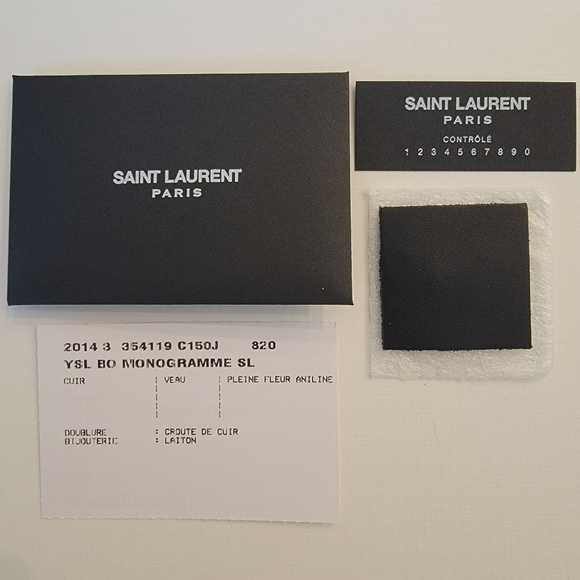 SAINT LAURENT
PARIS
SAINT LAURENT
PARIS
CONTRÔLÉ
1 2 3 4 5 6 7 8 9 0
2014 3 354119 C150J 820
YSL BO MONOGRAMME SL
CUIR ¦ VEAU ¦ PLEINE FLEUR ANILINE
DOUBLURE : CROUTE DE CUIR
BIJOUTERIE : LAITON